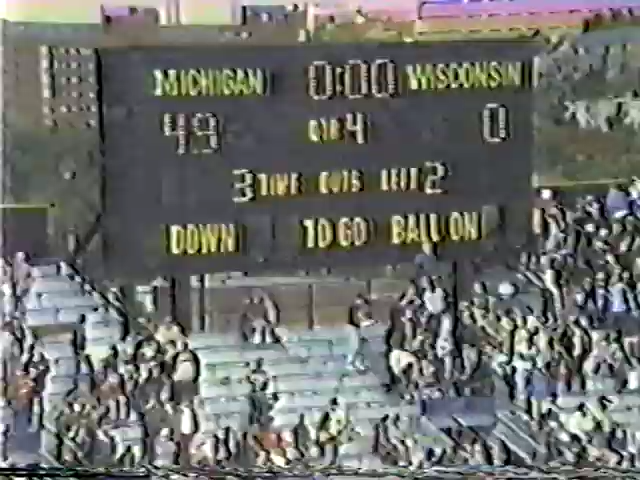 MICHIGAN 0:00 WISCONSIN
49 QTR 4 0
3 TIME OUTS LEFT 2
DOWN TO GO BALL ON